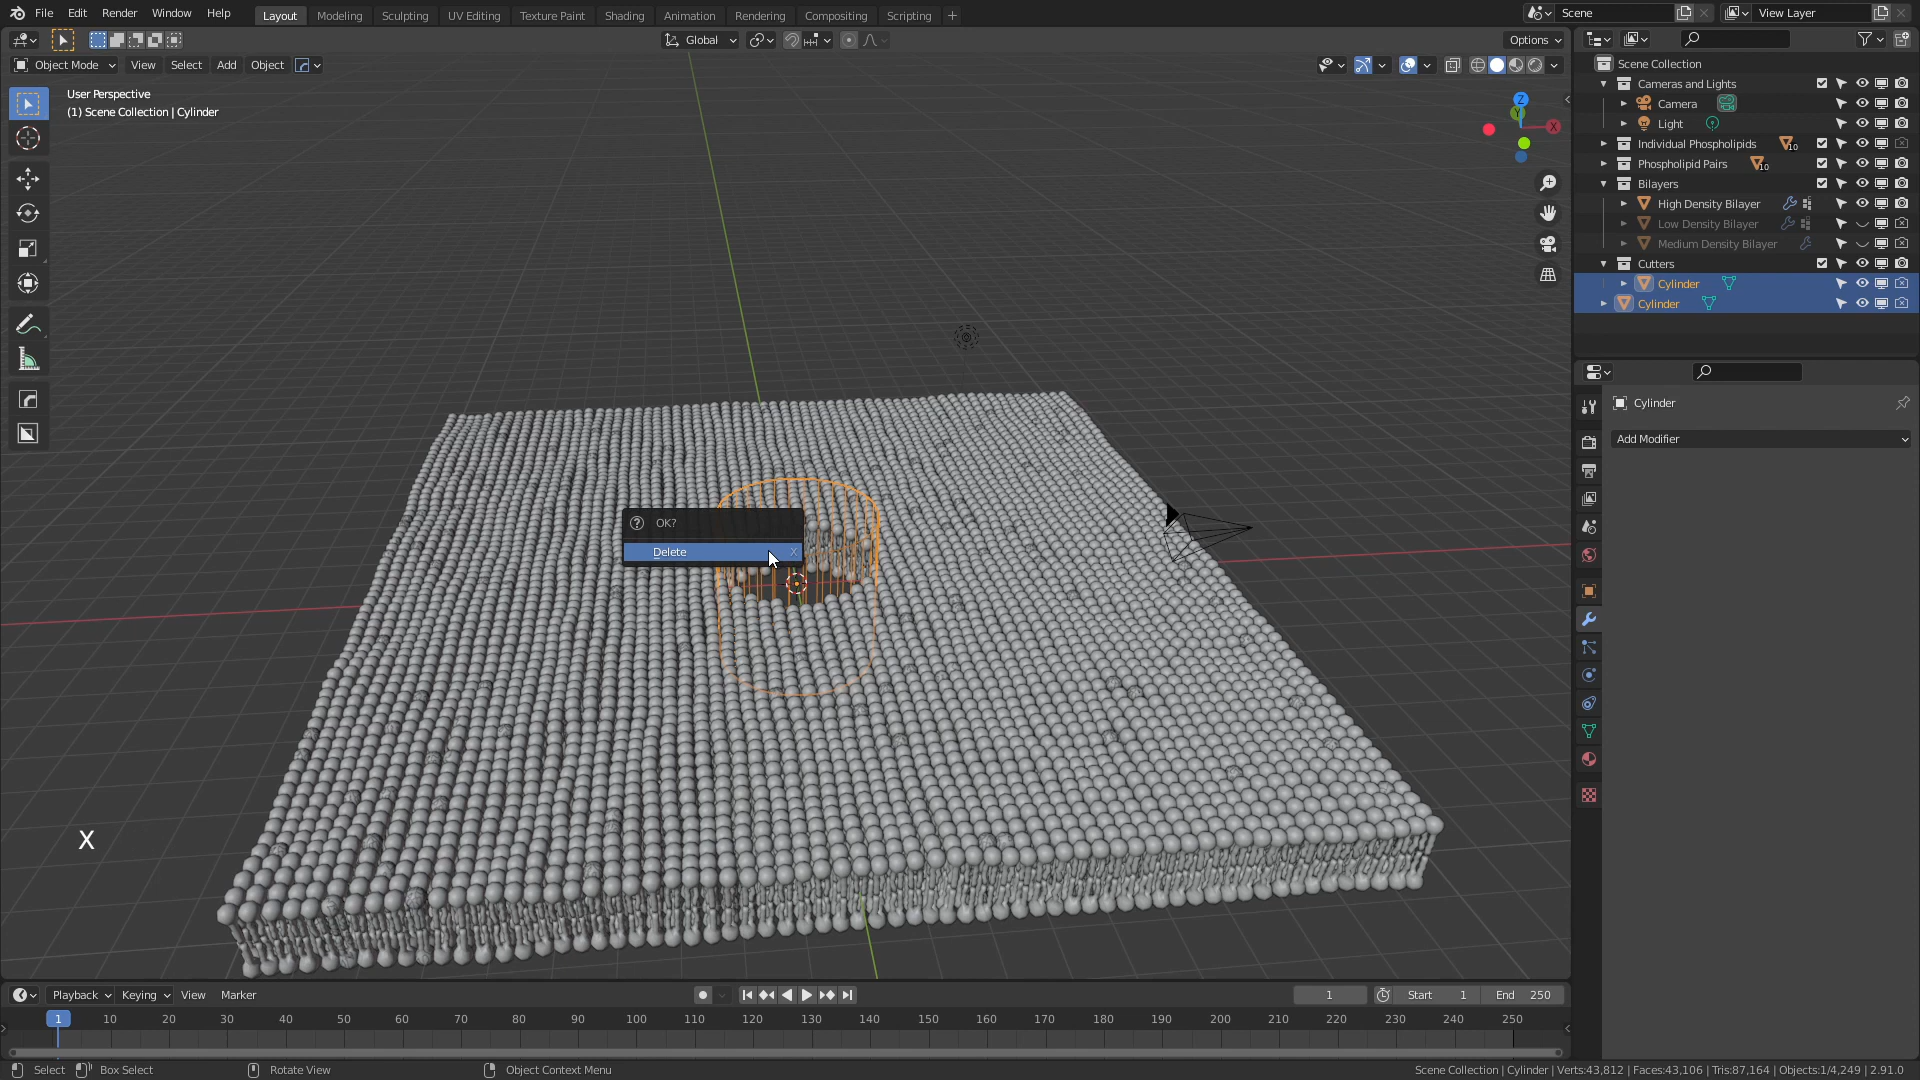 File Edit Render Window Help Layout Modeling Sculpting UV Editing Texture Paint Shading Animation Rendering Compositing Scripting + Scene View Layer
Global Options
Object Mode View Select Add Object
User Perspective
(1) Scene Collection | Cylinder
Z
Y
X
Scene Collection
Cameras and Lights
Camera
Light
Individual Phospholipids 10
Phospholipid Pairs 10
Bilayers
High Density Bilayer
Low Density Bilayer
Medium Density Bilayer
Cutters
Cylinder
Cylinder
Cylinder
Add Modifier
OK?
Delete X
X
Playback Keying View Marker 1 Start 1 End 250
1 10 20 30 40 50 60 70 80 90 100 110 120 130 140 150 160 170 180 190 200 210 220 230 240 250
Select Box Select Rotate View Object Context Menu Scene Collection | Cylinder | Verts:43,812 | Faces:43,106 | Tris:87,164 | Objects:1/4,249 | 2.91.0